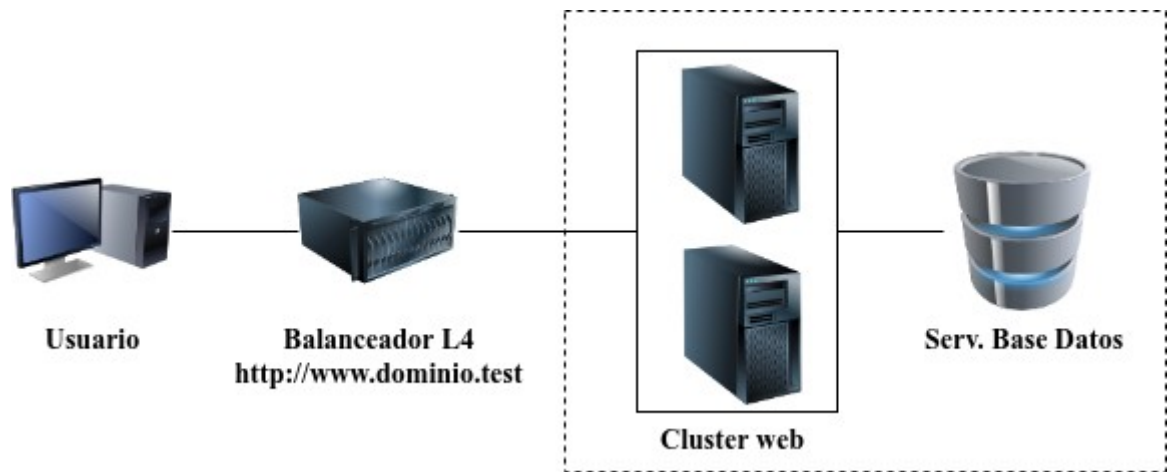 Usuario
Balanceador L4
http://www.dominio.test
Cluster web
Serv. Base Datos